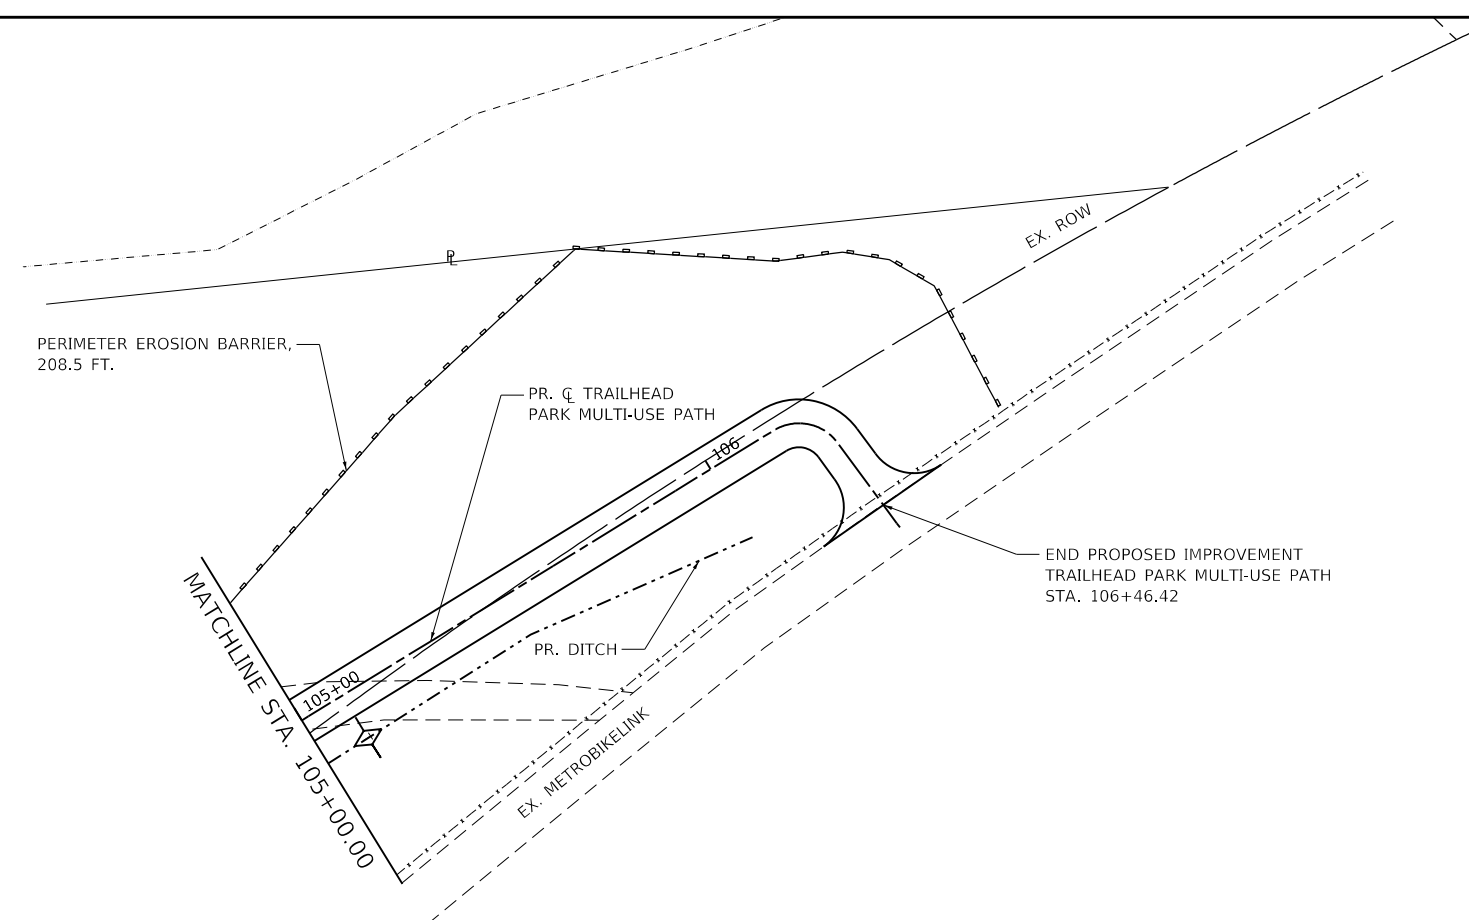 EX. ROW
PL
PERIMETER EROSION BARRIER,
208.5 FT.
PR. ℄ TRAILHEAD
PARK MULTI-USE PATH
106
END PROPOSED IMPROVEMENT
TRAILHEAD PARK MULTI-USE PATH
STA. 106+46.42
PR. DITCH
105+00
MATCHLINE STA. 105+00.00
EX. METROBIKELINK